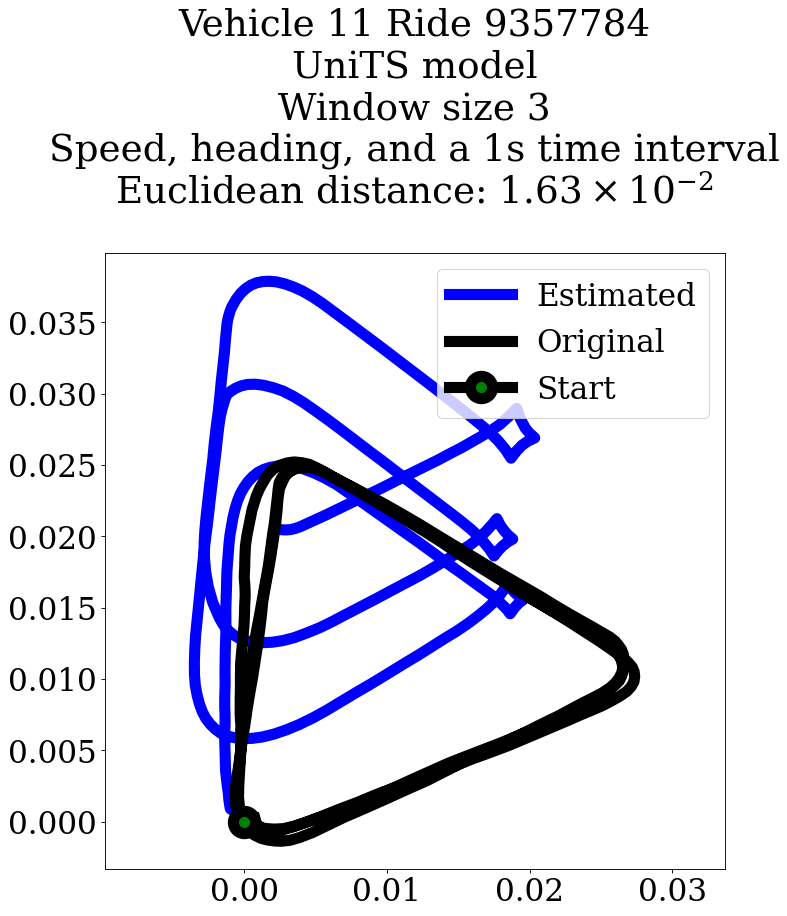 Vehicle 11 Ride 9357784
UniTS model
Window size 3
Speed, heading, and a 1s time interval
Euclidean distance: 1.63 × 10⁻²
Estimated
Original
Start
0.035
0.030
0.025
0.020
0.015
0.010
0.005
0.000
0.00 0.01 0.02 0.03